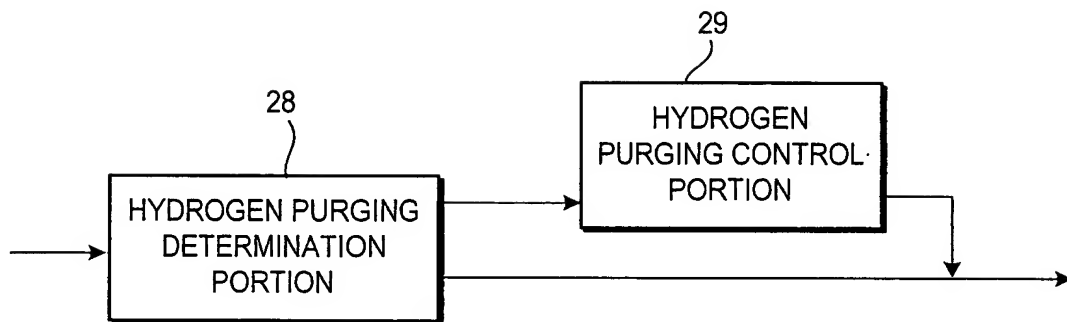 29
HYDROGEN
PURGING CONTROL
PORTION
28
HYDROGEN PURGING
DETERMINATION
PORTION